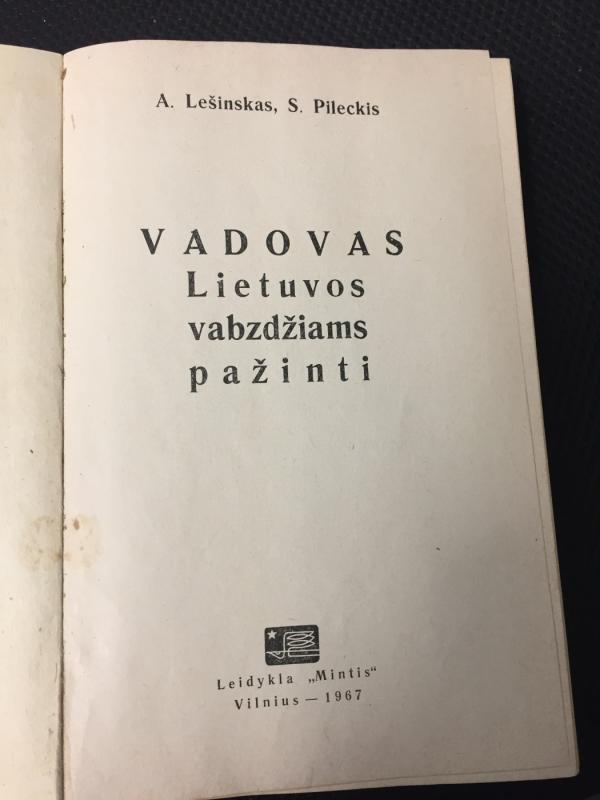 A. Lešinskas, S. Pileckis
VADOVAS
Lietuvos
vabzdžiams
pažinti
Leidykla „Mintis“
Vilnius — 1967